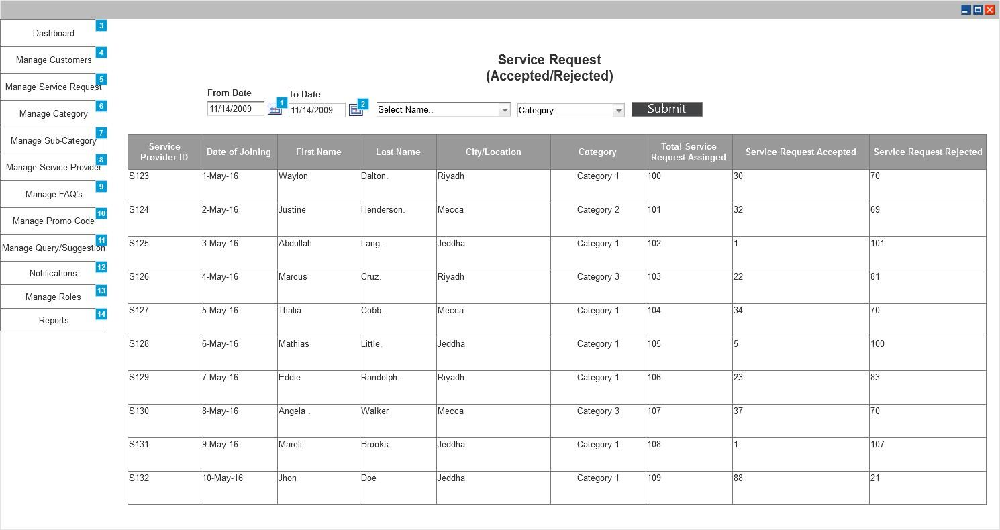 3
Dashboard
4
Manage Customers
5
Manage Service Request
6
Manage Category
7
Manage Sub-Category
8
Manage Service Provider
9
Manage FAQ's
10
Manage Promo Code
11
Manage Query/Suggestion
12
Notifications
13
Manage Roles
14
Reports
Service Request
(Accepted/Rejected)
From Date
11/14/2009
1
To Date
11/14/2009
2
Select Name..
Category..
Submit
Service Provider ID Date of Joining First Name Last Name City/Location Category Total Service Request Assinged Service Request Accepted Service Request Rejected
S123 1-May-16 Waylon Dalton. Riyadh Category 1 100 30 70
S124 2-May-16 Justine Henderson. Mecca Category 2 101 32 69
S125 3-May-16 Abdullah Lang. Jeddha Category 1 102 1 101
S126 4-May-16 Marcus Cruz. Riyadh Category 3 103 22 81
S127 5-May-16 Thalia Cobb. Mecca Category 1 104 34 70
S128 6-May-16 Mathias Little. Jeddha Category 1 105 5 100
S129 7-May-16 Eddie Randolph. Riyadh Category 1 106 23 83
S130 8-May-16 Angela . Walker Mecca Category 3 107 37 70
S131 9-May-16 Mareli Brooks Jeddha Category 1 108 1 107
S132 10-May-16 Jhon Doe Jeddha Category 1 109 88 21